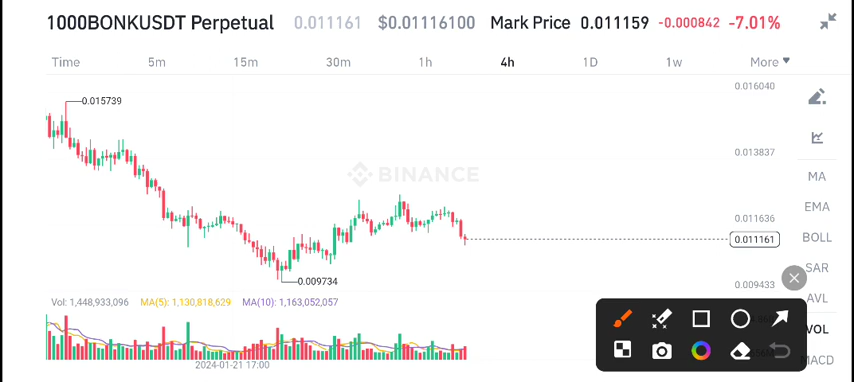 1000BONKUSDT Perpetual 0.011161 $0.01116100 Mark Price 0.011159 -0.000842 -7.01%
Time 5m 15m 30m 1h 4h 1D 1w More
0.016040
0.015739
0.013837
BINANCE
MA
EMA
0.011636
BOLL
0.011161
SAR
0.009734
0.009433
AVL
Vol: 1,448,933,096 MA(5): 1,130,818,629 MA(10): 1,163,052,057
VOL
MACD
2024-01-21 17:00